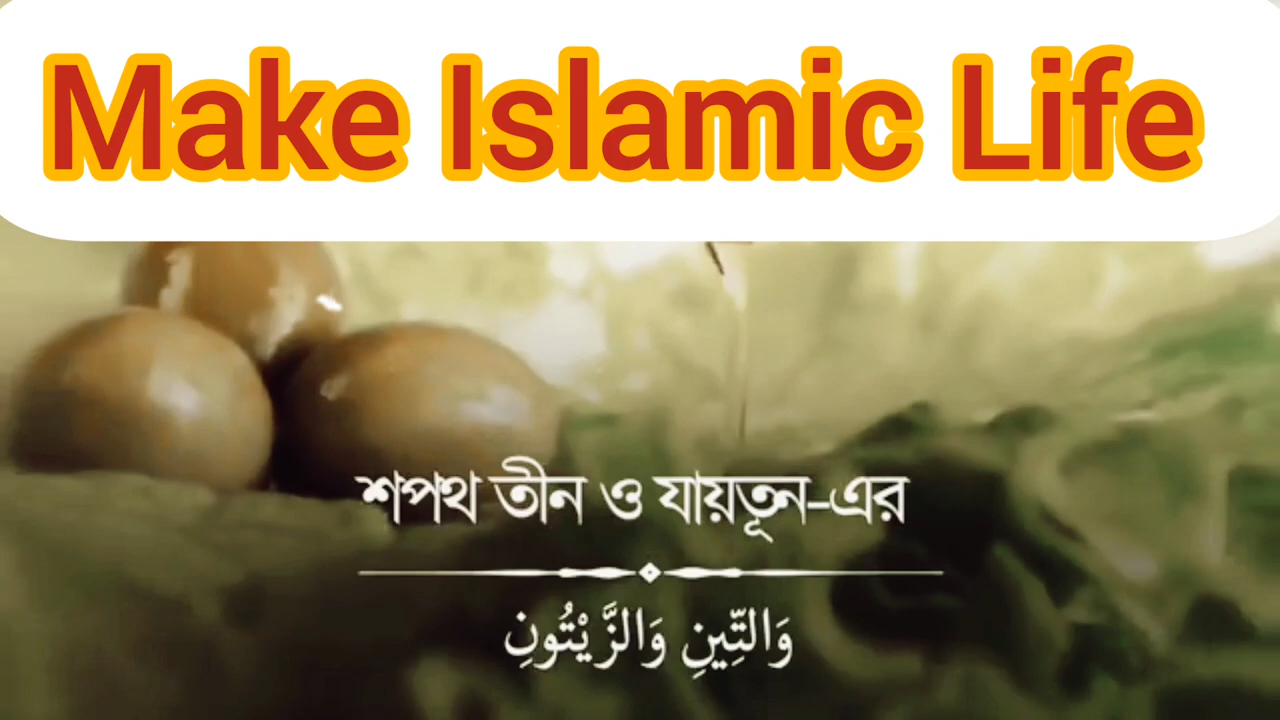 Make Islamic Life
শপথ তীন ও যায়তূন-এর
وَالتِّينِ وَالزَّيْتُونِ